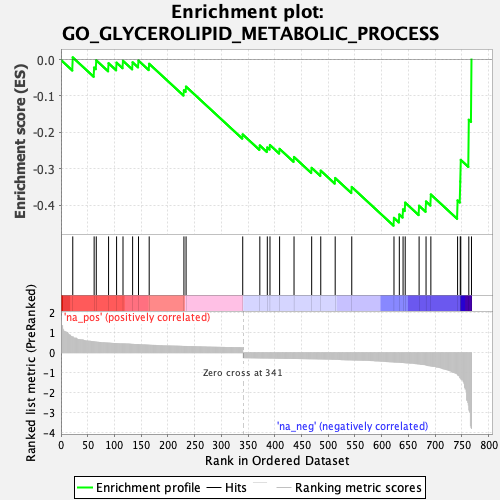 Enrichment plot:
GO_GLYCEROLIPID_METABOLIC_PROCESS
Enrichment score (ES)
0.0
-0.1
-0.2
-0.3
-0.4
'na_pos' (positively correlated)
Ranked list metric (PreRanked)
2
1
0
-1
-2
-3
-4
Zero cross at 341
'na_neg' (negatively correlated)
0 50 100 150 200 250 300 350 400 450 500 550 600 650 700 750 800
Rank in Ordered Dataset
Enrichment profile Hits Ranking metric scores